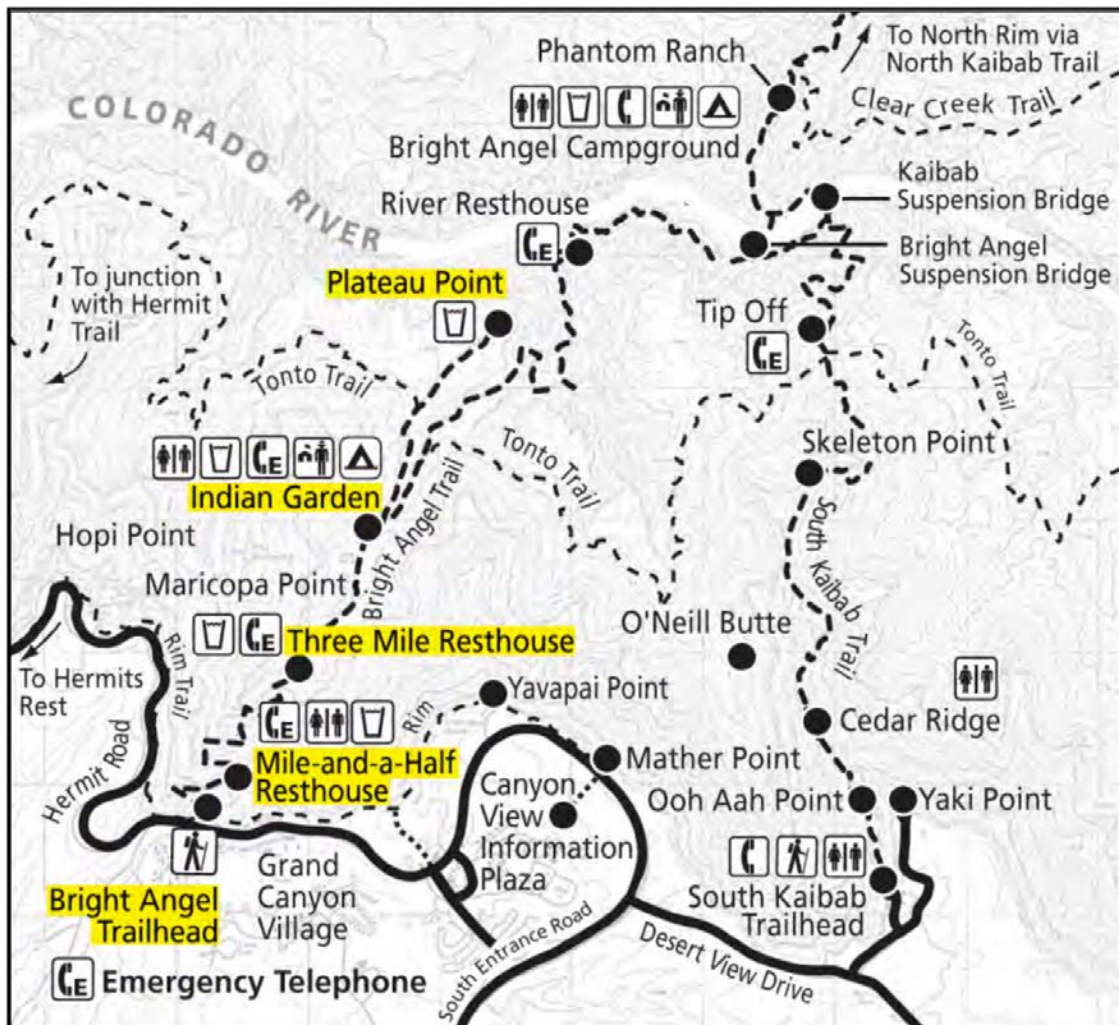 To North Rim via
North Kaibab Trail
Phantom Ranch
Clear Creek Trail
COLORADO RIVER
Bright Angel Campground
Kaibab
Suspension Bridge
River Resthouse
E
Bright Angel
Suspension Bridge
To junction
with Hermit
Trail
Plateau Point
Tip Off
E
Tonto Trail
Tonto Trail
Tonto Trail
E
Indian Garden
Skeleton Point
Bright Angel Trail
South Kaibab Trail
Hopi Point
Maricopa Point
E
Three Mile Resthouse
O'Neill Butte
Rim Trail
To Hermits
Rest
Yavapai Point
E
Rim
Cedar Ridge
Hermit Road
Mile-and-a-Half
Resthouse
Mather Point
Canyon
View
Information
Plaza
Ooh Aah Point
Yaki Point
Grand
Canyon
Village
Bright Angel
Trailhead
South Kaibab
Trailhead
South Entrance Road
Desert View Drive
E Emergency Telephone